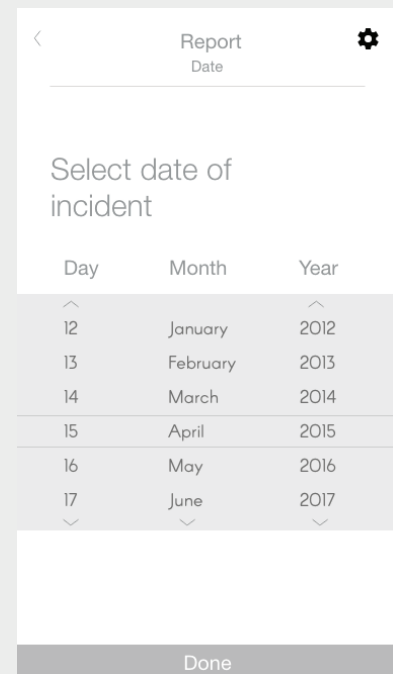 Report
Date
Select date of
incident
Day Month Year
12 January 2012
13 February 2013
14 March 2014
15 April 2015
16 May 2016
17 June 2017
Done